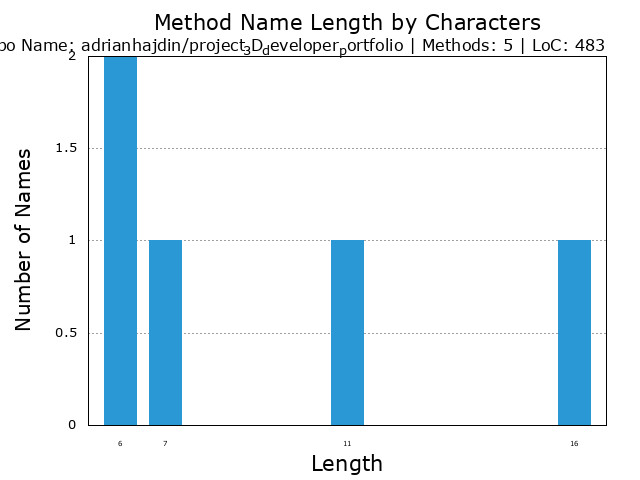 Method Name Length by Characters
po Name: adrianhajdin/project3Ddeveloperportfolio | Methods: 5 | LoC: 483
2
1.5
1
0.5
0
Number of Names
6 7 11 16
Length